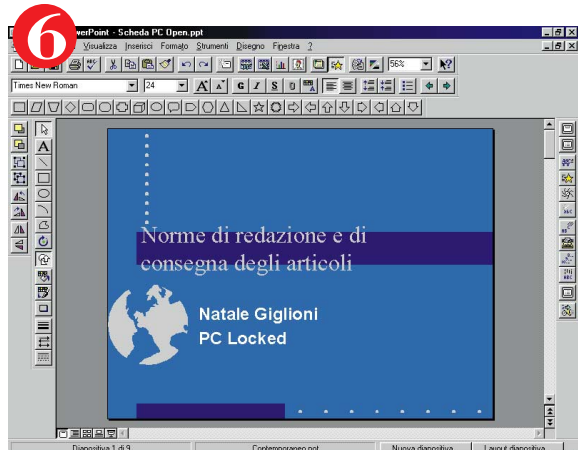 6
werPoint - Scheda PC Open.ppt
Visualizza Inserisci Formato Strumenti Disegno Finestra ?
56%
Times New Roman 24 A A G I S
Norme di redazione e di
consegna degli articoli
Natale Giglioni
PC Locked
Diapositiva 1 di 9 Contemporaneo.pot Nuova diapositiva... Layout diapositiva...